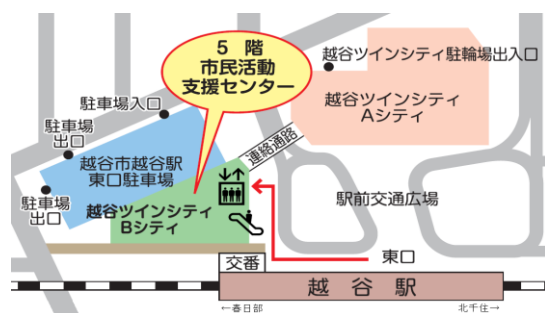 5 階
市民活動
支援センター
越谷ツインシティ駐輪場出入口
越谷ツインシティ
Aシティ
駐車場入口
駐車場
出口
連絡通路
越谷市越谷駅
東口駐車場
駐車場
出口
越谷ツインシティ
Bシティ
駅前交通広場
交番
東口
越谷駅
←春日部
北千住→